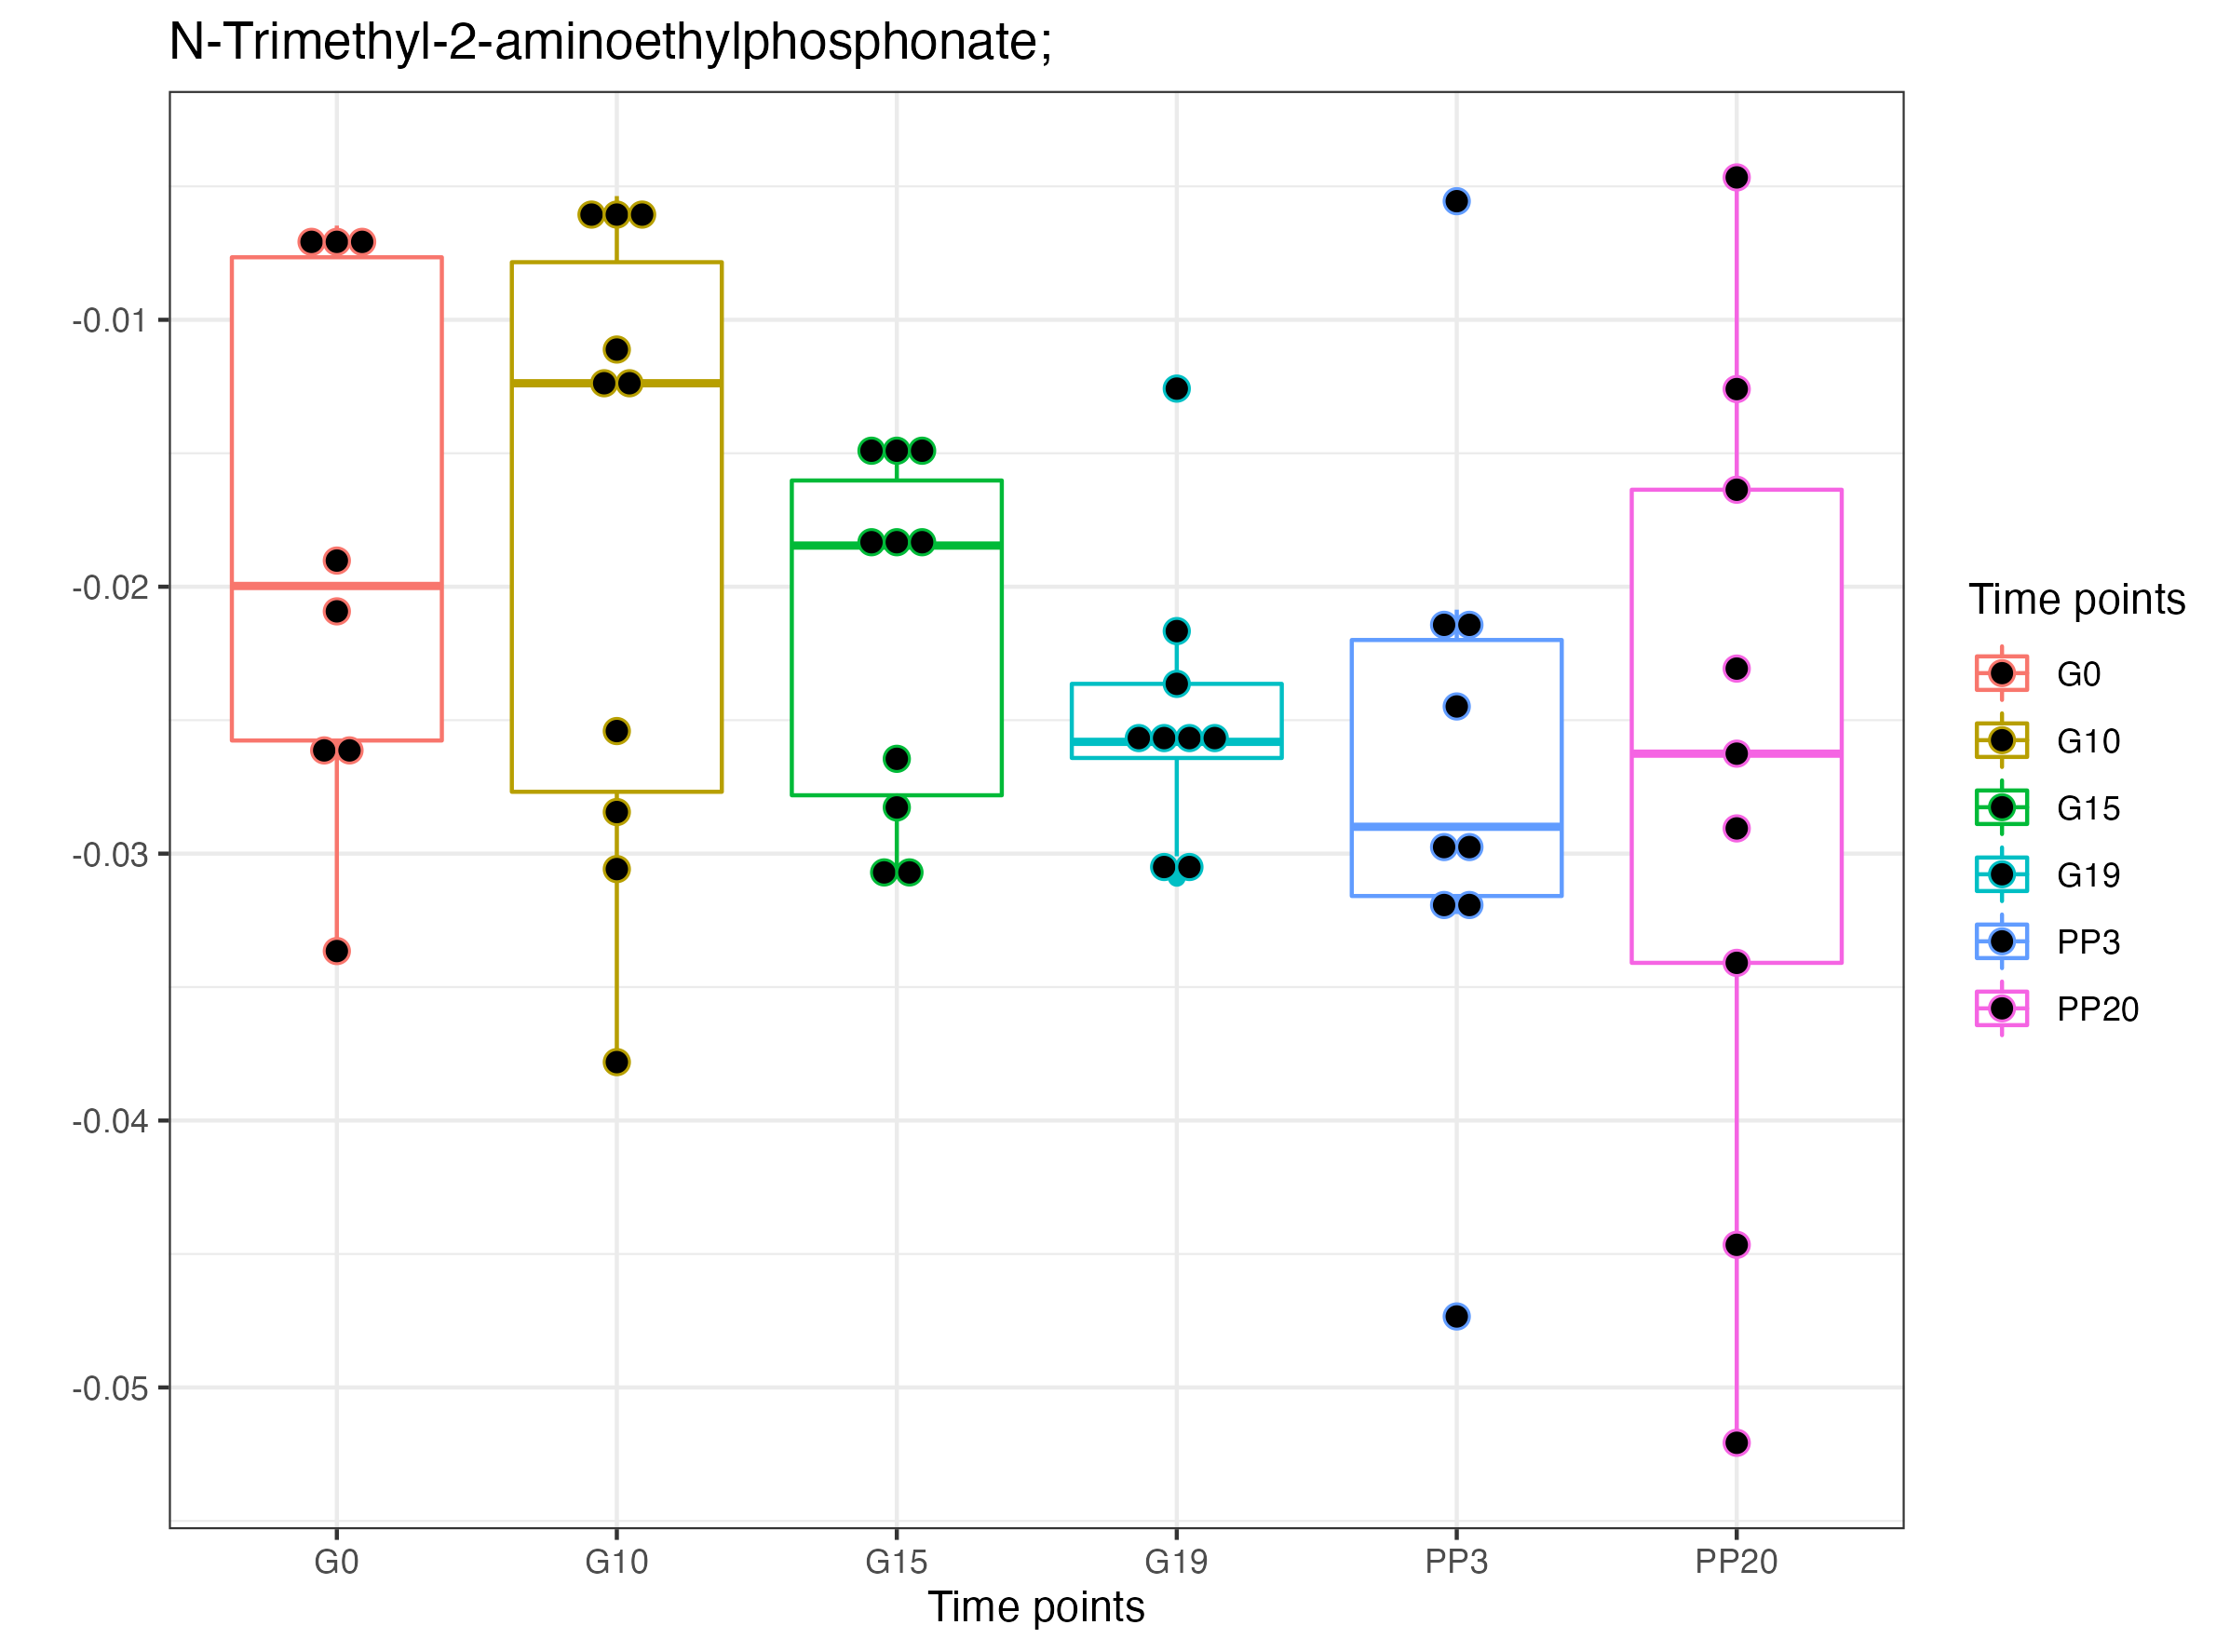 N-Trimethyl-2-aminoethylphosphonate;
-0.01
-0.02
-0.03
-0.04
-0.05
G0 G10 G15 G19 PP3 PP20
Time points
Time points
G0
G10
G15
G19
PP3
PP20